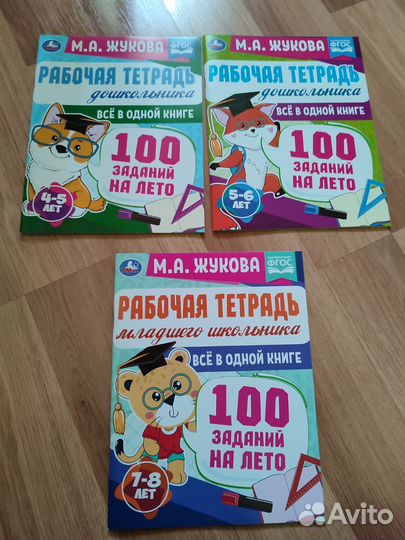 М.А. ЖУКОВА
ФГОС
РАБОЧАЯ ТЕТРАДЬ
дошкольника
ВСЁ В ОДНОЙ КНИГЕ
100
ЗАДАНИЙ
НА ЛЕТО
4-5
ЛЕТ
М.А. ЖУКОВА
ФГОС
РАБОЧАЯ ТЕТРАДЬ
дошкольника
ВСЁ В ОДНОЙ КНИГЕ
100
ЗАДАНИЙ
НА ЛЕТО
5-6
ЛЕТ
М.А. ЖУКОВА
ФГОС
РАБОЧАЯ ТЕТРАДЬ
младшего школьника
ВСЁ В ОДНОЙ КНИГЕ
100
ЗАДАНИЙ
НА ЛЕТО
7-8
ЛЕТ
Avito